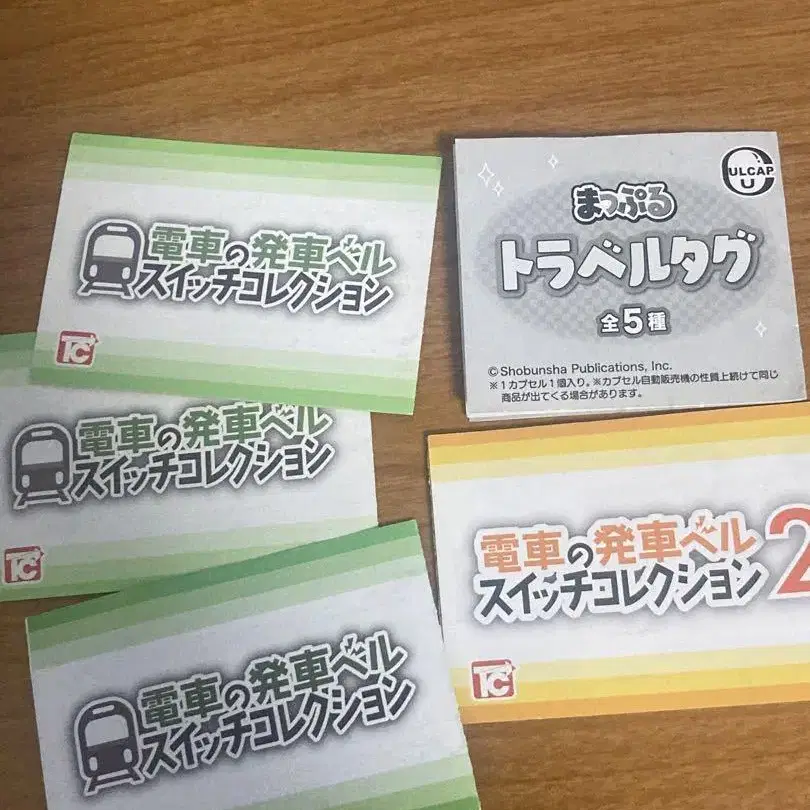 電車の発車ベル
スイッチコレクション
TC
ULCAP
U
まっぷる
トラベルタグ
全5種
©Shobunsha Publications, Inc.
※1カプセル1個入り。※カプセル自動販売機の性質上続けて同じ
商品が出てくる場合があります。
電車の発車ベル
スイッチコレクション
TC
電車の発車ベル
スイッチコレクション2
TC
電車の発車ベル
スイッチコレクション